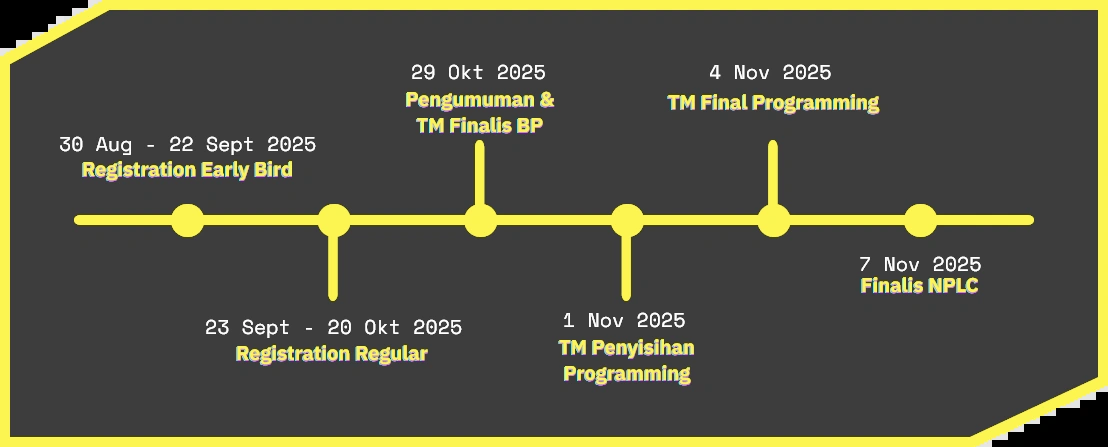 30 Aug - 22 Sept 2025
Registration Early Bird
23 Sept - 20 Okt 2025
Registration Regular
29 Okt 2025
Pengumuman &
TM Finalis BP
1 Nov 2025
TM Penyisihan
Programming
4 Nov 2025
TM Final Programming
7 Nov 2025
Finalis NPLC